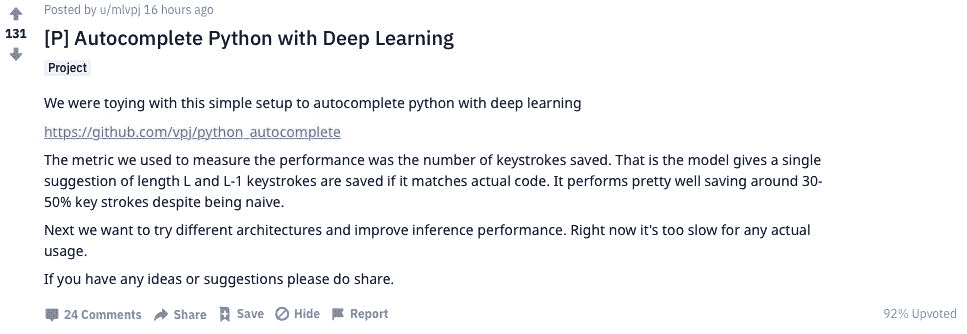 Posted by u/mlvpj 16 hours ago
131
[P] Autocomplete Python with Deep Learning
Project
We were toying with this simple setup to autocomplete python with deep learning
https://github.com/vpj/python_autocomplete
The metric we used to measure the performance was the number of keystrokes saved. That is the model gives a single
suggestion of length L and L-1 keystrokes are saved if it matches actual code. It performs pretty well saving around 30-
50% key strokes despite being naive.
Next we want to try different architectures and improve inference performance. Right now it's too slow for any actual
usage.
If you have any ideas or suggestions please do share.
24 Comments Share Save Hide Report 92% Upvoted